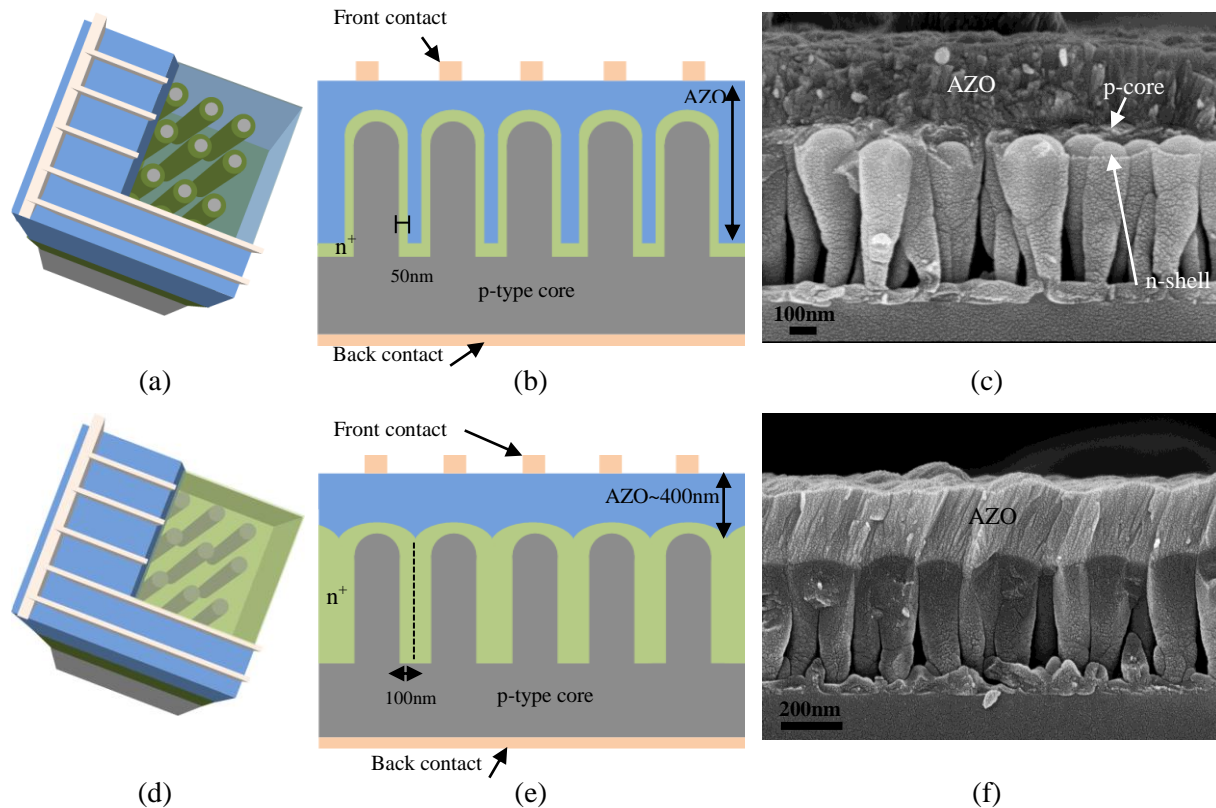 Front contact
AZO
n+
50nm
p-type core
Back contact
AZO
p-core
n-shell
100nm
(a)
(b)
(c)
Front contact
AZO~400nm
n+
100nm
p-type core
Back contact
AZO
200nm
(d)
(e)
(f)